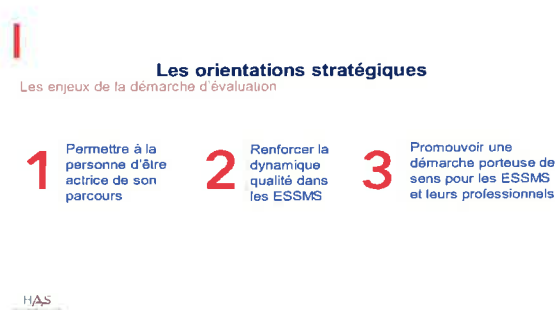 Les orientations stratégiques
Les enjeux de la démarche d'évaluation
1
Permettre à la
personne d'être
actrice de son
parcours
2
Renforcer la
dynamique
qualité dans
les ESSMS
3
Promouvoir une
démarche porteuse de
sens pour les ESSMS
et leurs professionnels
HAS